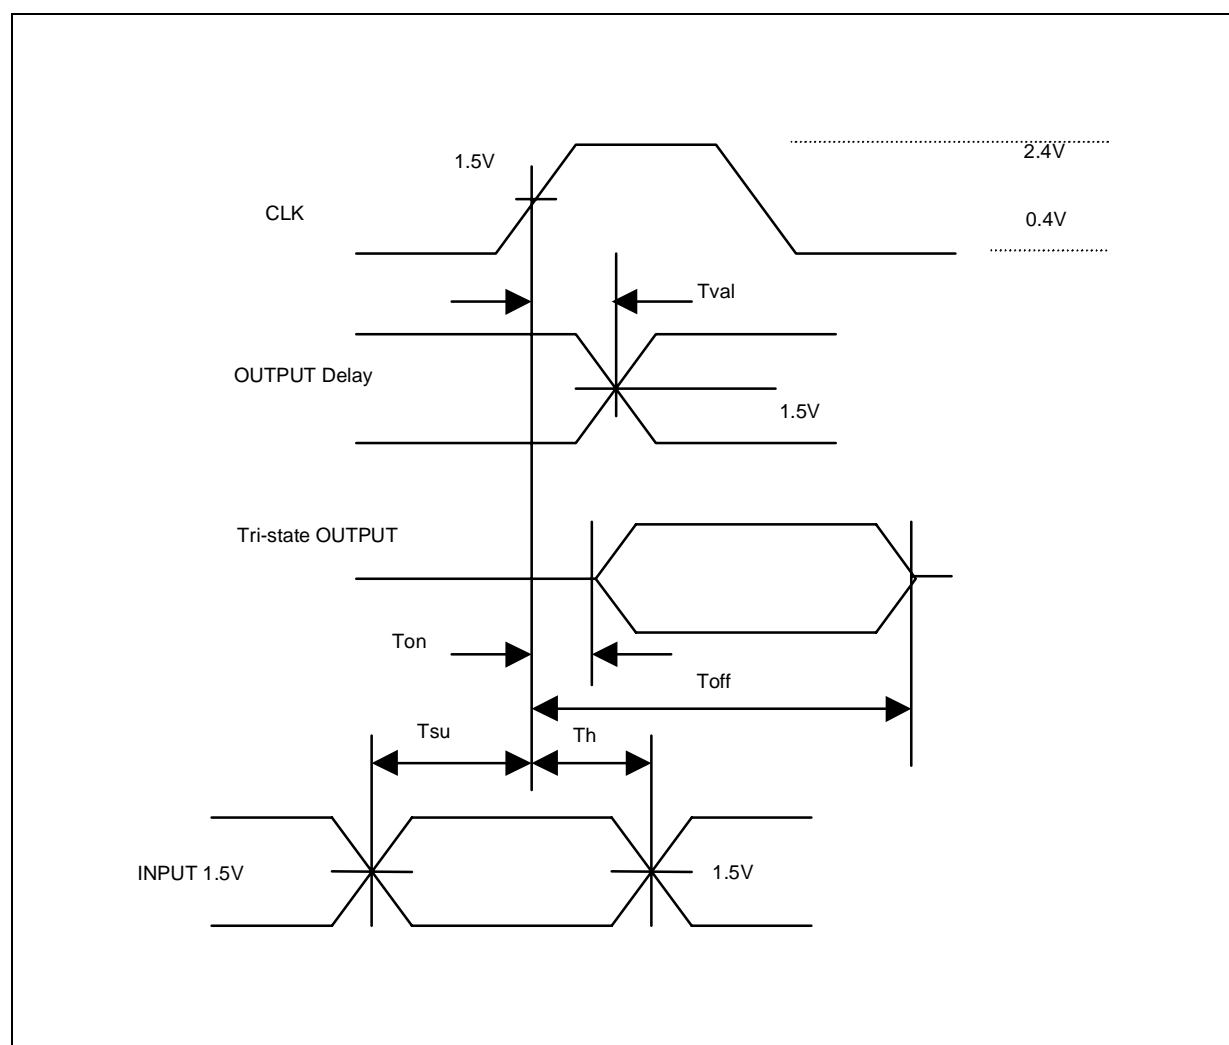 1.5V
2.4V
CLK
0.4V
Tval
OUTPUT Delay
1.5V
Tri-state OUTPUT
Ton
Toff
Tsu
Th
INPUT 1.5V
1.5V